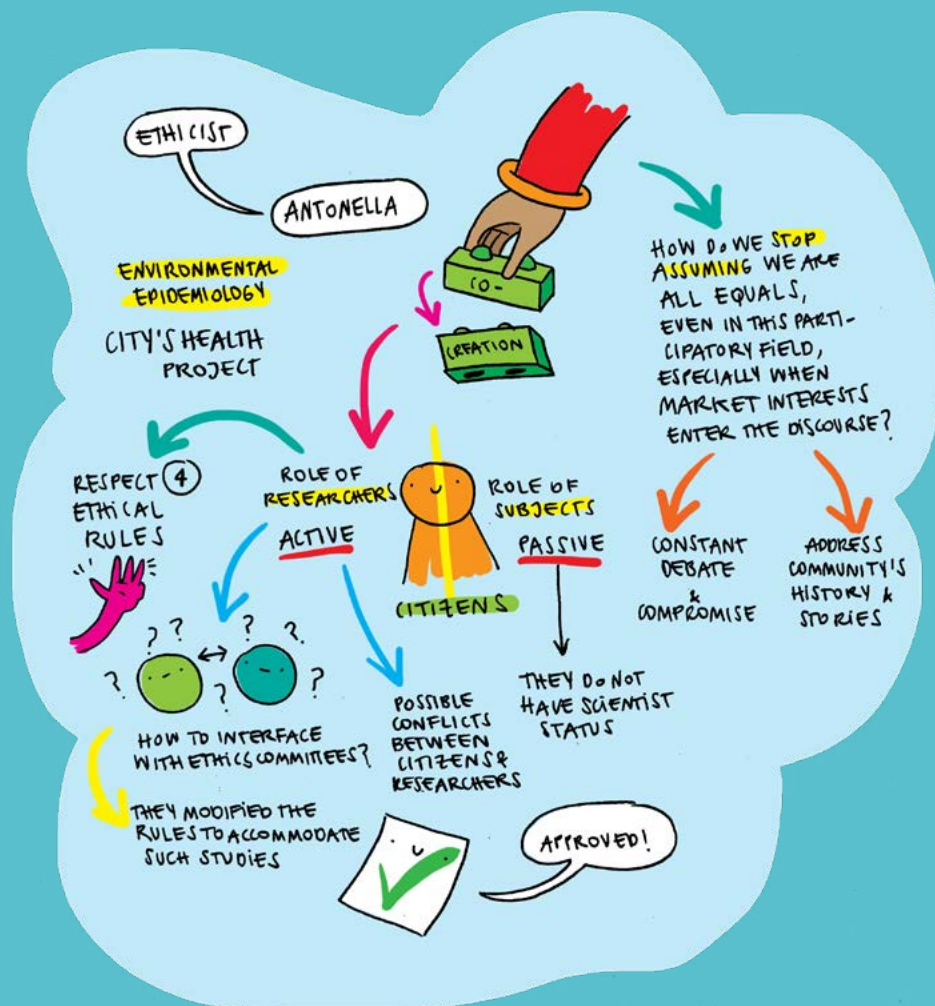 ETHICIST
ANTONELLA
ENVIRONMENTAL
EPIDEMIOLOGY
CITY'S HEALTH
PROJECT
CO-
CREATION
HOW DO WE STOP
ASSUMING WE ARE
ALL EQUALS,
EVEN IN THIS PARTI-
CIPATORY FIELD,
ESPECIALLY WHEN
MARKET INTERESTS
ENTER THE DISCOURSE?
CONSTANT
DEBATE
&
COMPROMISE
ADDRESS
COMMUNITY'S
HISTORY &
STORIES
RESPECT 4
ETHICAL
RULES
ROLE OF
RESEARCHERS
ACTIVE
ROLE OF
SUBJECTS
PASSIVE
CITIZENS
? ? ? ? ? ? ?
HOW TO INTERFACE
WITH ETHICS COMMITTEES?
THEY MODIFIED THE
RULES TO ACCOMMODATE
SUCH STUDIES
POSSIBLE
CONFLICTS
BETWEEN
CITIZENS &
RESEARCHERS
THEY DO NOT
HAVE SCIENTIST
STATUS
APPROVED!